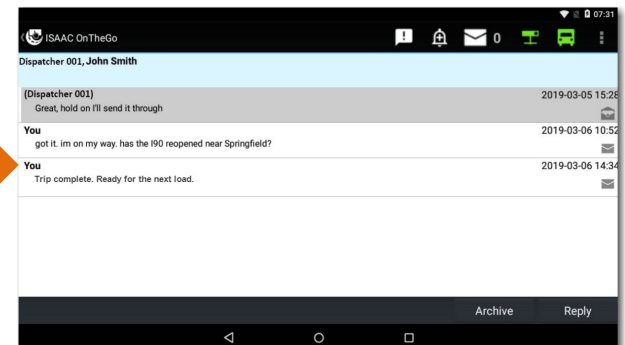 07:31
ISAAC OnTheGo 0
Dispatcher 001, John Smith
(Dispatcher 001) 2019-03-05 15:28
Great, hold on I'll send it through
You 2019-03-06 10:52
got it. im on my way. has the I90 reopened near Springfield?
You 2019-03-06 14:34
Trip complete. Ready for the next load.
Archive Reply